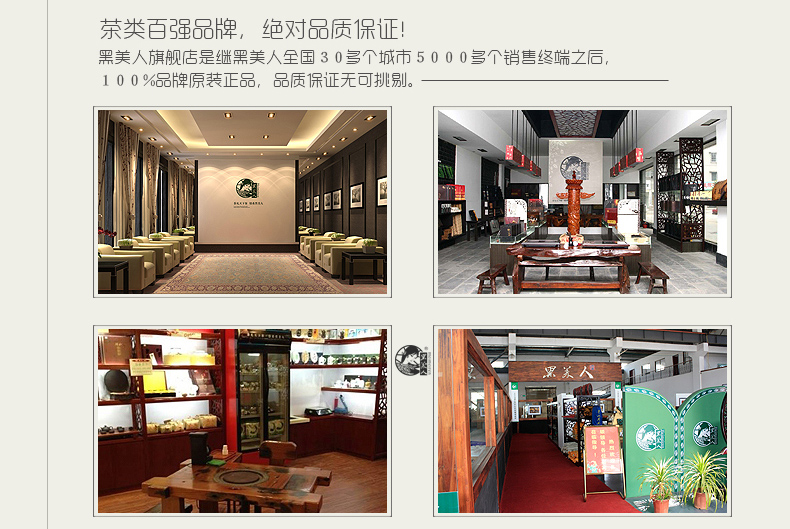 茶类百强品牌，绝对品质保证!
黑美人旗舰店是继黑美人全国30多个城市5000多个销售终端之后，
100%品牌原装正品，品质保证无可挑剔。
黑美人